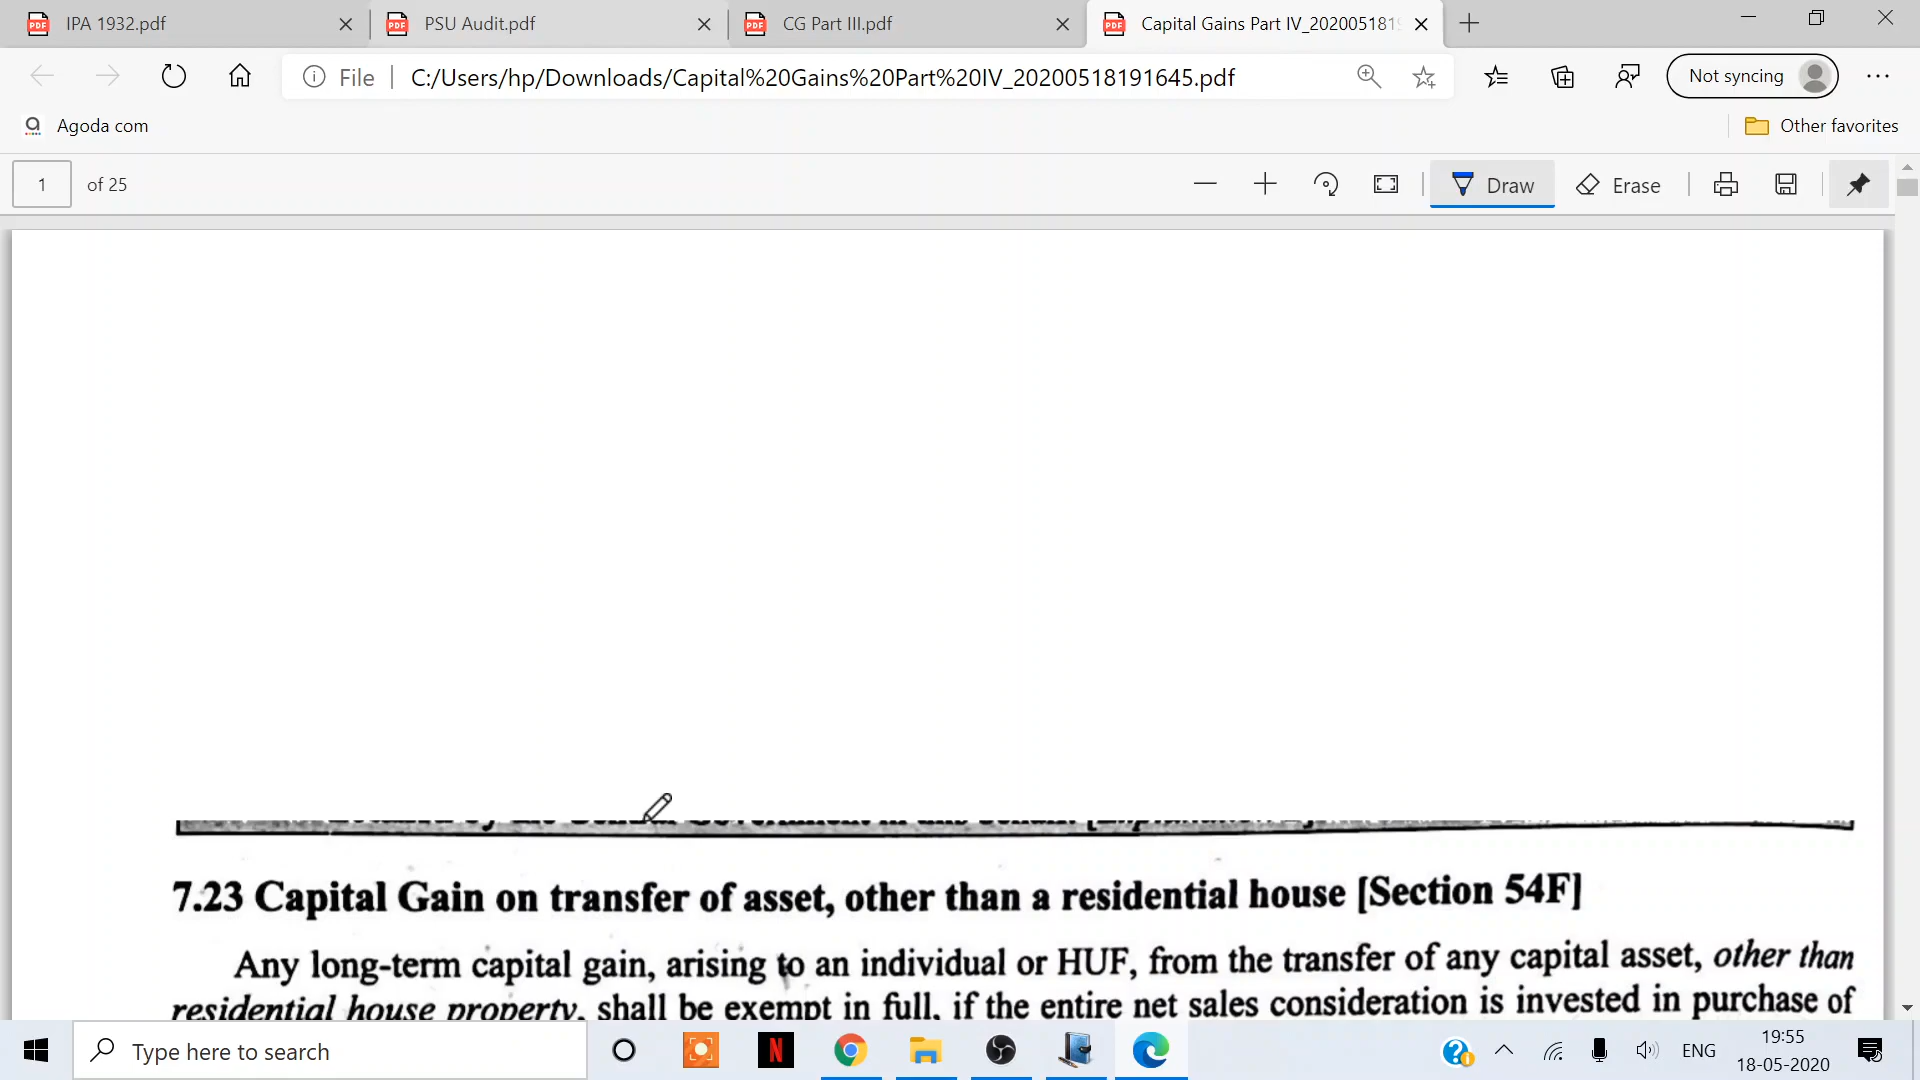 IPA 1932.pdf
PSU Audit.pdf
CG Part III.pdf
Capital Gains Part IV_2020051819
File
C:/Users/hp/Downloads/Capital%20Gains%20Part%20IV_20200518191645.pdf
Not syncing
Agoda com
Other favorites
1 of 25
Draw
Erase
7.23 Capital Gain on transfer of asset, other than a residential house [Section 54F]
Any long-term capital gain, arising to an individual or HUF, from the transfer of any capital asset, other than
residential house property, shall be exempt in full, if the entire net sales consideration is invested in purchase of
Type here to search
ENG
19:55
18-05-2020